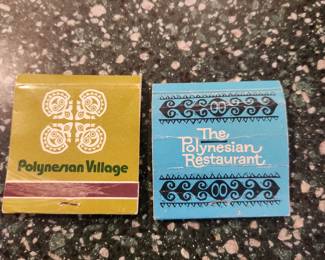 Polynesian Village
The
Polynesian
Restaurant